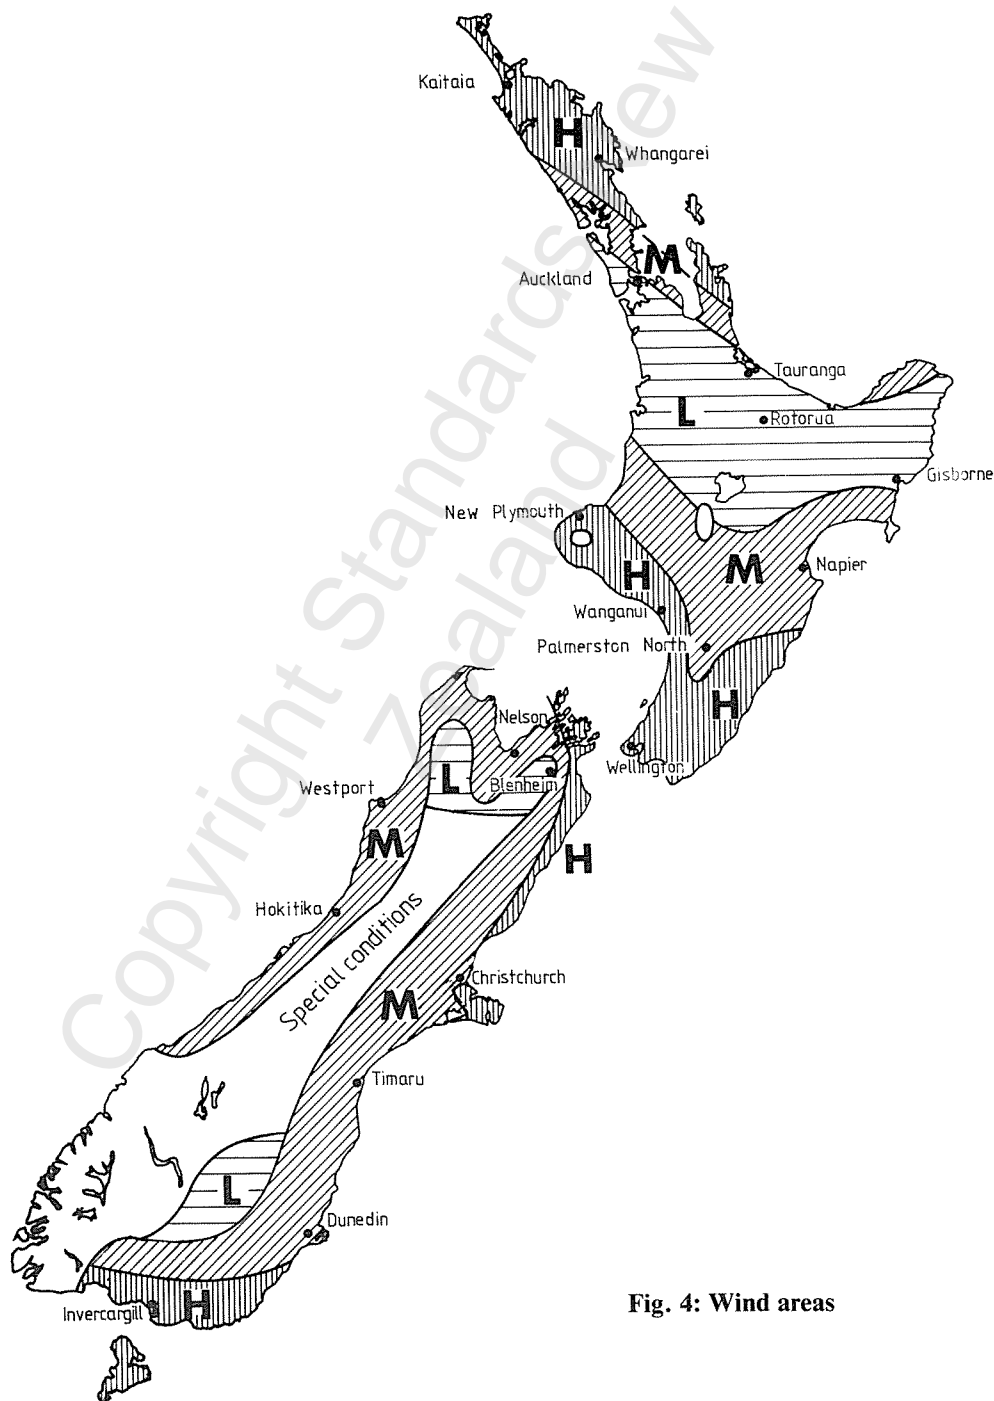 Kaitaia
H
Whangarei
M
Auckland
Tauranga
L
Rotorua
Gisborne
New Plymouth
H
M
Napier
Wanganui
Palmerston North
H
Nelson
Wellington
L
Blenheim
Westport
M
H
Hokitika
Special conditions
Christchurch
M
Timaru
L
Dunedin
Invercargill
H
Fig. 4: Wind areas
Copyright Standards New
Zealand